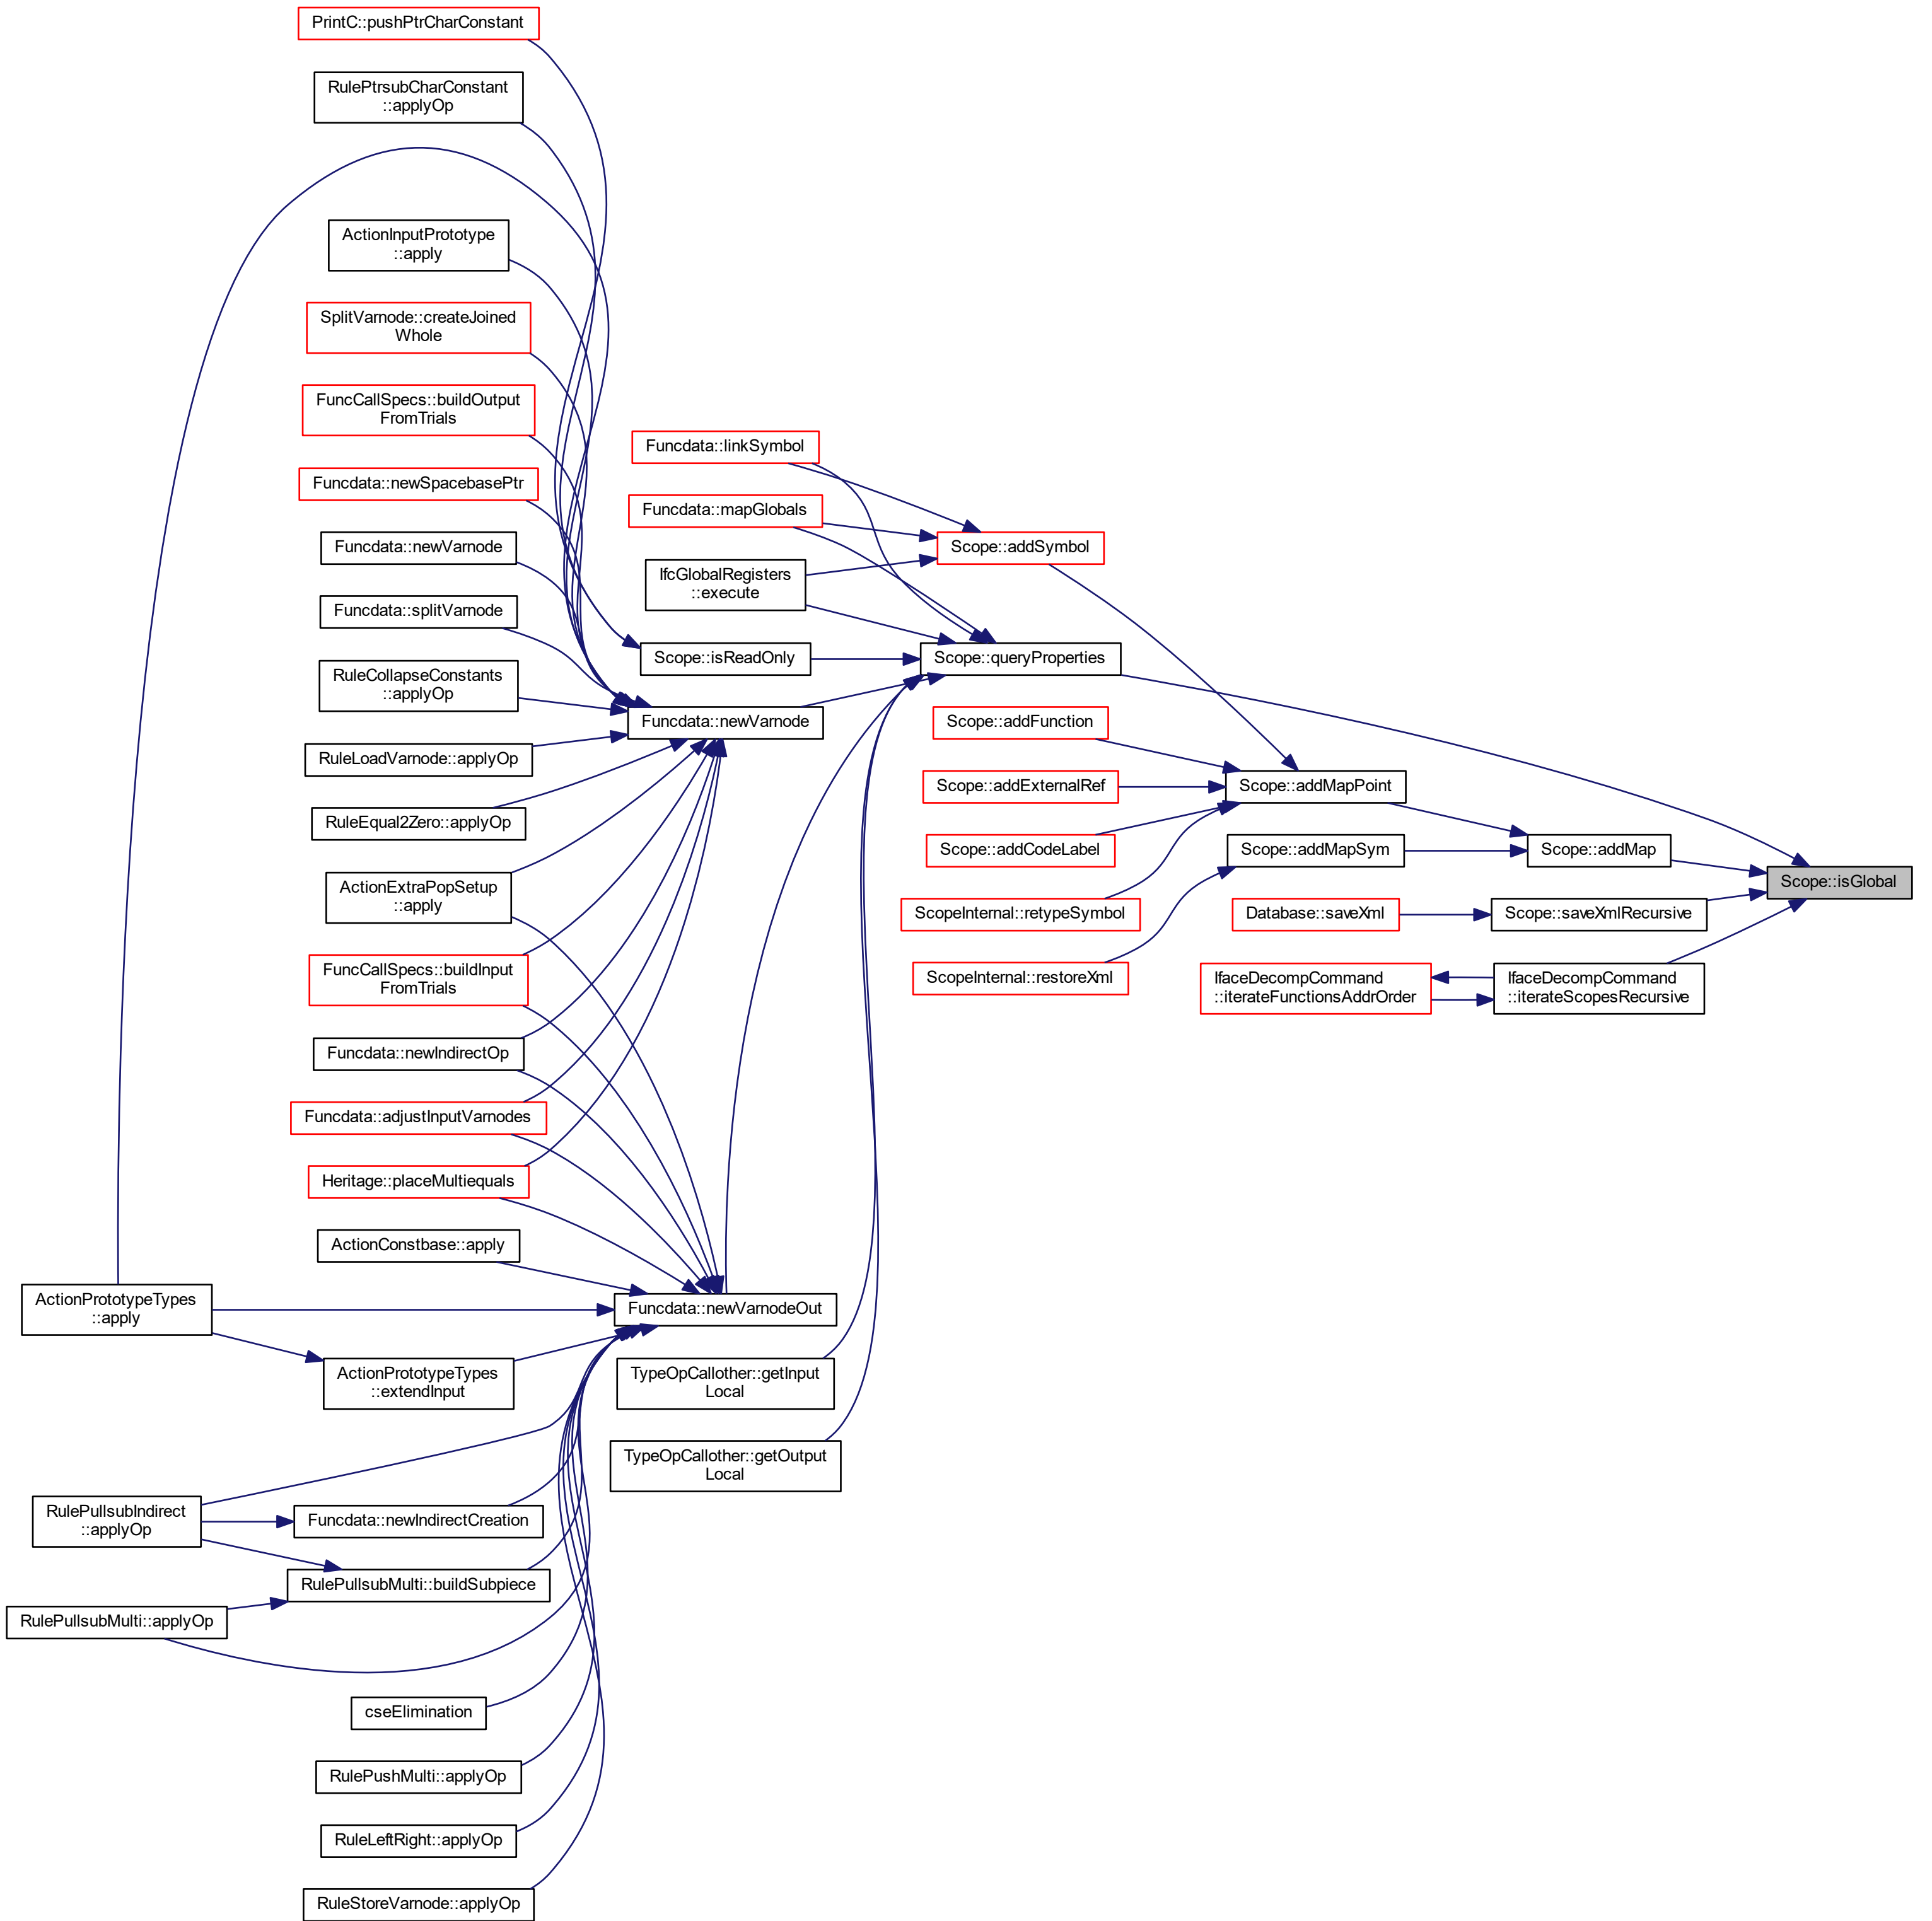 PrintC::pushPtrCharConstant
RulePtrsubCharConstant
::applyOp
ActionInputPrototype
::apply
SplitVarnode::createJoined
Whole
FuncCallSpecs::buildOutput
FromTrials
Funcdata::newSpacebasePtr
Funcdata::newVarnode
Funcdata::splitVarnode
RuleCollapseConstants
::applyOp
RuleLoadVarnode::applyOp
RuleEqual2Zero::applyOp
ActionExtraPopSetup
::apply
FuncCallSpecs::buildInput
FromTrials
Funcdata::newIndirectOp
Funcdata::adjustInputVarnodes
Heritage::placeMultiequals
ActionConstbase::apply
ActionPrototypeTypes
::apply
ActionPrototypeTypes
::extendInput
RulePullsubIndirect
::applyOp
Funcdata::newIndirectCreation
RulePullsubMulti::buildSubpiece
RulePullsubMulti::applyOp
cseElimination
RulePushMulti::applyOp
RuleLeftRight::applyOp
RuleStoreVarnode::applyOp
Funcdata::linkSymbol
Funcdata::mapGlobals
IfcGlobalRegisters
::execute
Scope::isReadOnly
Funcdata::newVarnode
Funcdata::newVarnodeOut
TypeOpCallother::getInput
Local
TypeOpCallother::getOutput
Local
Scope::addSymbol
Scope::queryProperties
Scope::addFunction
Scope::addExternalRef
Scope::addCodeLabel
ScopeInternal::retypeSymbol
ScopeInternal::restoreXml
Scope::addMapPoint
Scope::addMapSym
Database::saveXml
IfaceDecompCommand
::iterateFunctionsAddrOrder
Scope::addMap
Scope::saveXmlRecursive
IfaceDecompCommand
::iterateScopesRecursive
Scope::isGlobal